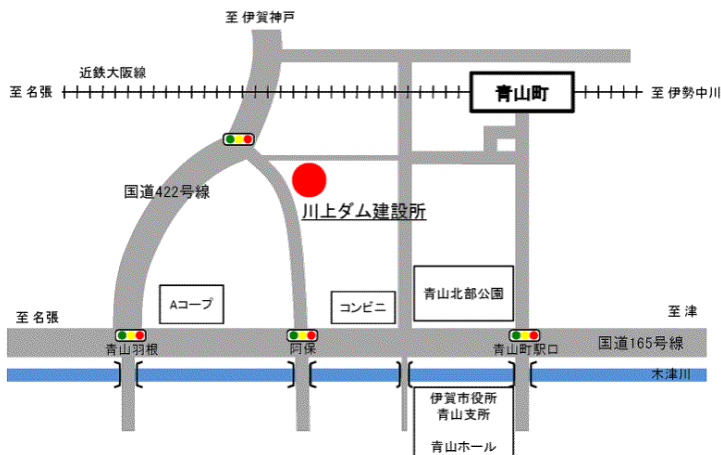 至 伊賀神戸
近鉄大阪線
至 名張
青山町
至 伊勢中川
国道422号線
川上ダム建設所
Aコープ
コンビニ
青山北部公園
至 名張
至 津
青山羽根
阿保
青山町駅口
国道165号線
木津川
伊賀市役所
青山支所
青山ホール